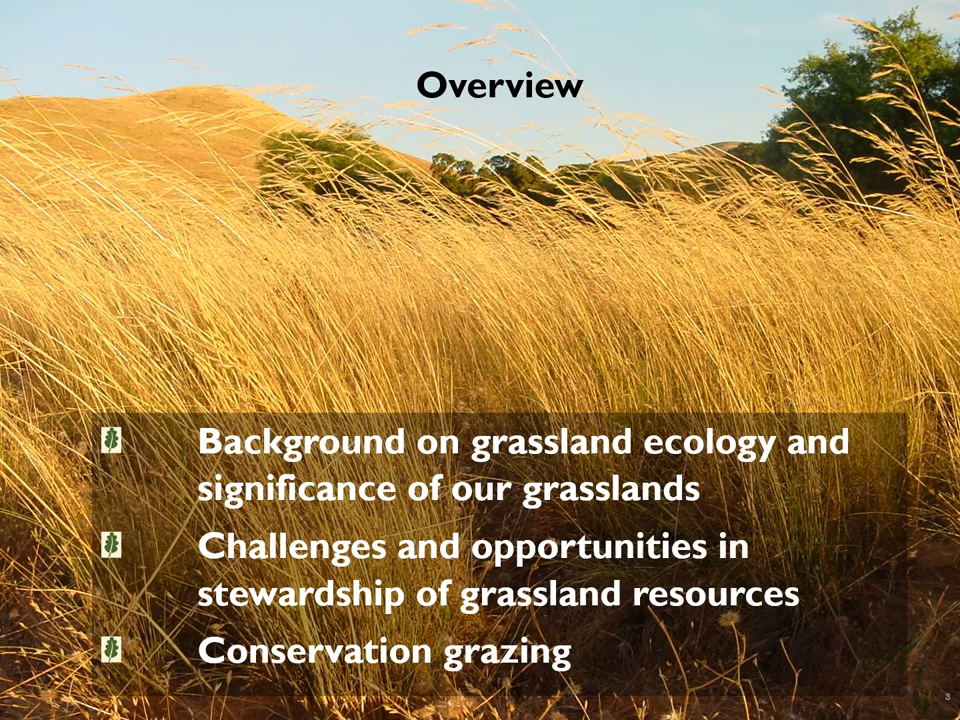 Overview
Background on grassland ecology and
significance of our grasslands
Challenges and opportunities in
stewardship of grassland resources
Conservation grazing
3